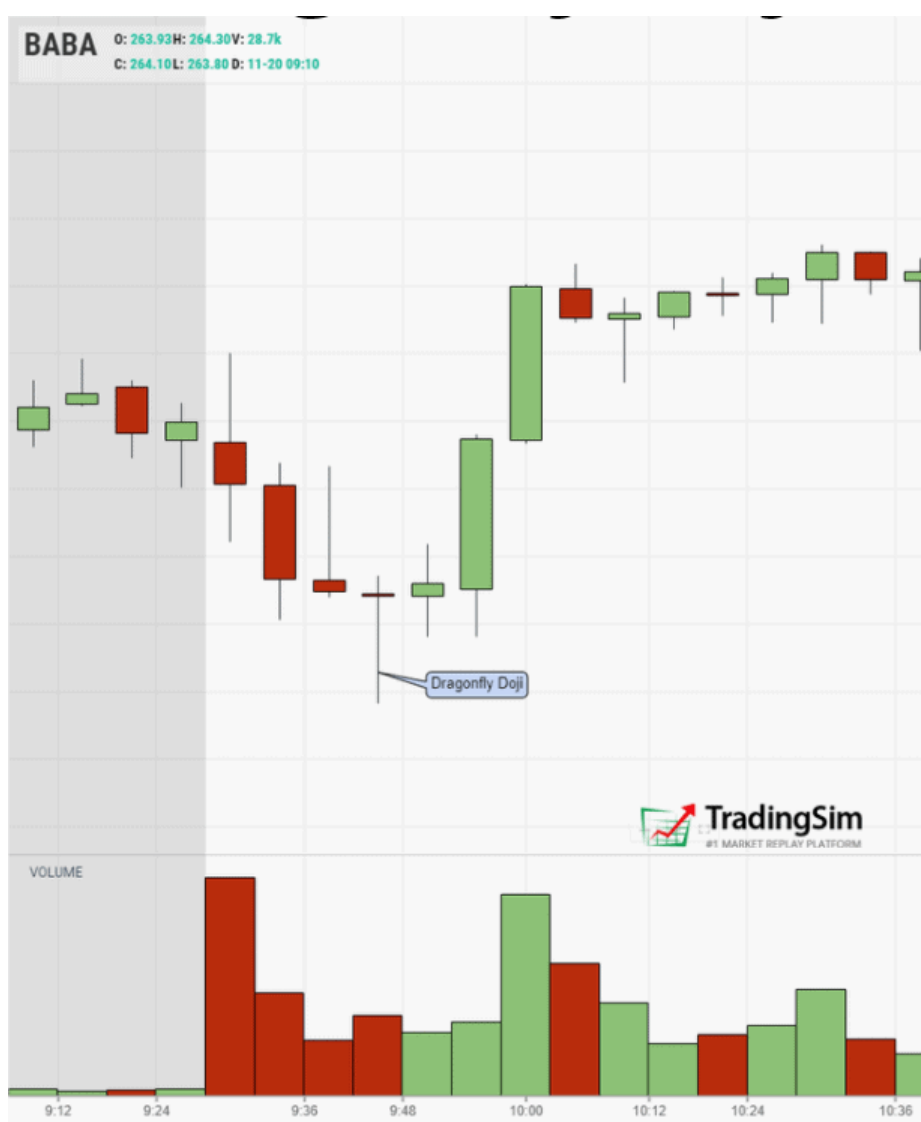 BABA
O: 263.93H: 264.30V: 28.7k
C: 264.10L: 263.80 D: 11-20 09:10
Dragonfly Doji
TradingSim
#1 MARKET REPLAY PLATFORM
VOLUME
9:12 9:24 9:36 9:48 10:00 10:12 10:24 10:36